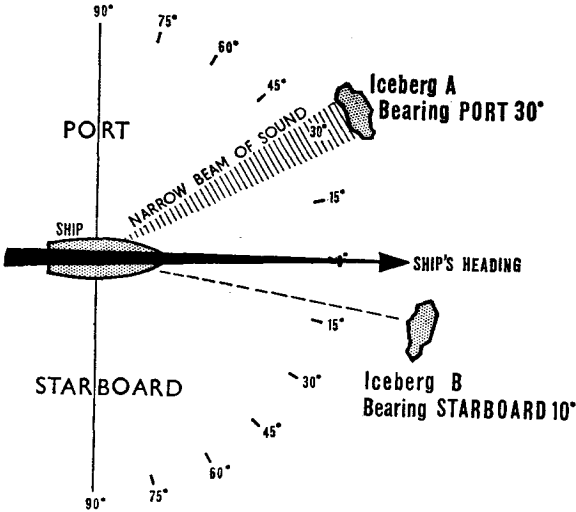 90°
75°
60°
45°
Iceberg A
Bearing PORT 30°
PORT
NARROW BEAM OF SOUND
30°
15°
SHIP
SHIP'S HEADING
15°
STARBOARD
30°
Iceberg B
Bearing STARBOARD 10°
45°
60°
75°
90°